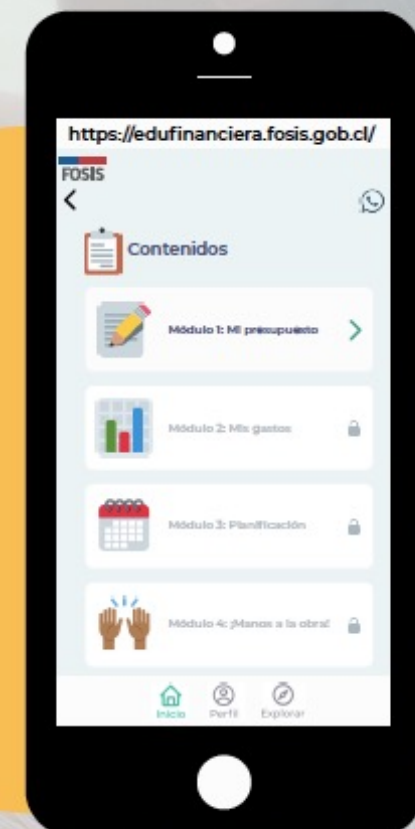 https://edufinanciera.fosis.gob.cl/
FOSIS
Contenidos
Módulo 1: Mi presupuesto
Módulo 2: Mis gastos
Módulo 3: Planificación
Módulo 4: ¡Manos a la obra!
Inicio Perfil Explorar